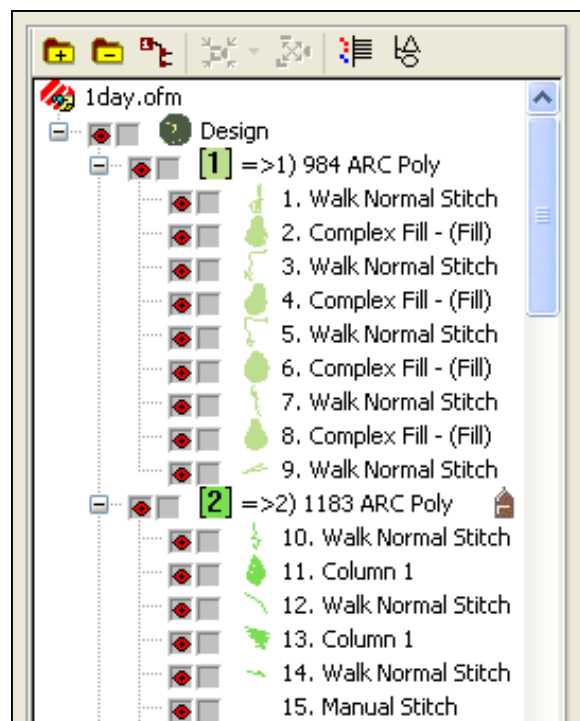 1day.ofm
Design
1 =>1) 984 ARC Poly
1. Walk Normal Stitch
2. Complex Fill - (Fill)
3. Walk Normal Stitch
4. Complex Fill - (Fill)
5. Walk Normal Stitch
6. Complex Fill - (Fill)
7. Walk Normal Stitch
8. Complex Fill - (Fill)
9. Walk Normal Stitch
2 =>2) 1183 ARC Poly
10. Walk Normal Stitch
11. Column 1
12. Walk Normal Stitch
13. Column 1
14. Walk Normal Stitch
15. Manual Stitch